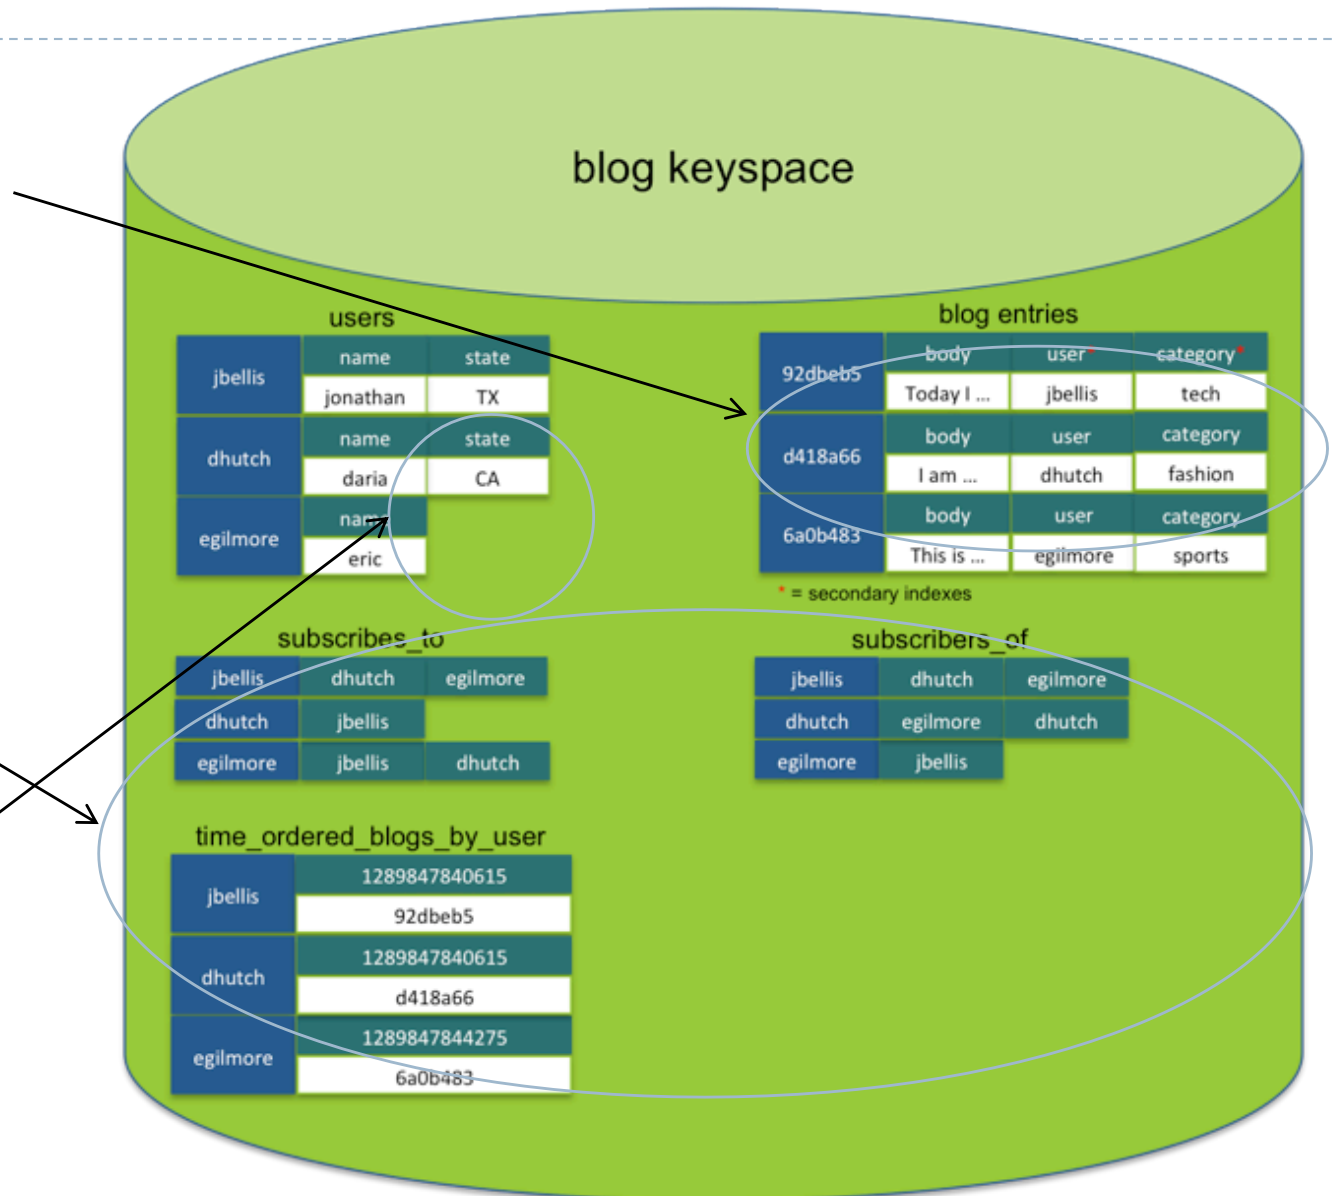 blog keyspace
users
jbellis name state
jonathan TX
dhutch name state
daria CA
egilmore name
eric
blog entries
92dbeb5 body user* category*
Today I ... jbellis tech
d418a66 body user category
I am ... dhutch fashion
6a0b483 body user category
This is ... egilmore sports
* = secondary indexes
subscribes_to
jbellis dhutch egilmore
dhutch jbellis
egilmore jbellis dhutch
subscribers_of
jbellis dhutch egilmore
dhutch egilmore dhutch
egilmore jbellis
time_ordered_blogs_by_user
jbellis 1289847840615
92dbeb5
dhutch 1289847840615
d418a66
egilmore 1289847844275
6a0b483